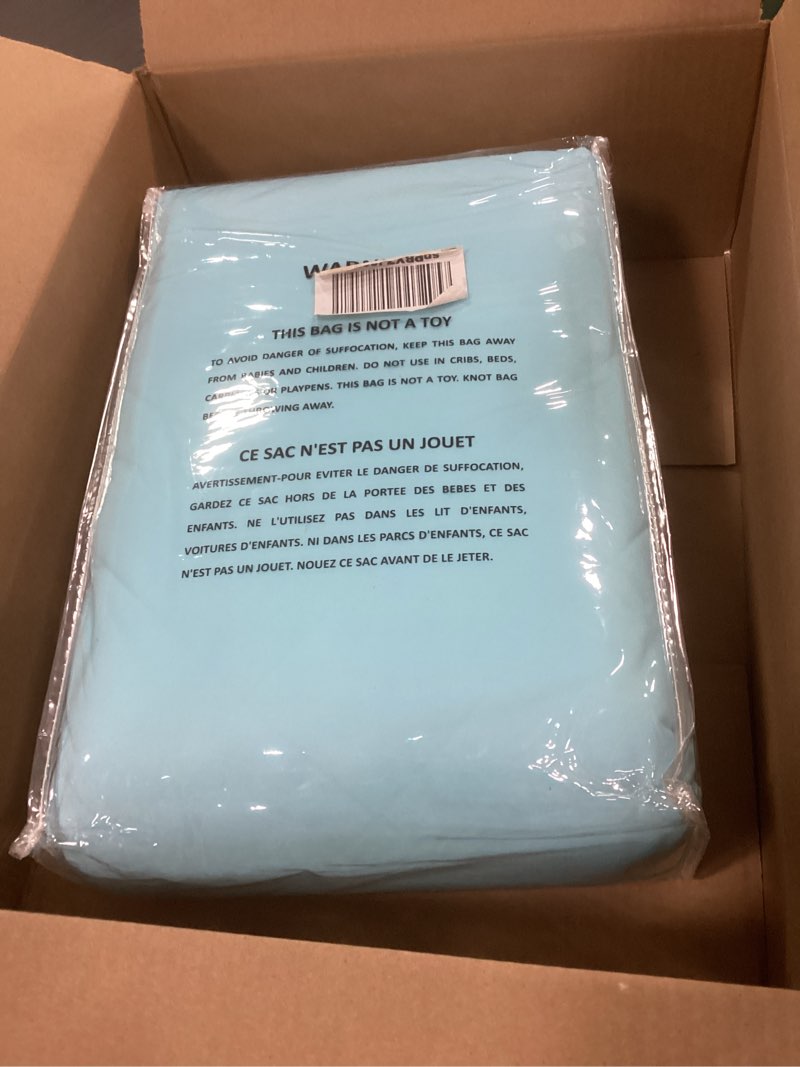 THIS BAG IS NOT A TOY
TO AVOID DANGER OF SUFFOCATION, KEEP THIS BAG AWAY
FROM BABIES AND CHILDREN. DO NOT USE IN CRIBS, BEDS,
OR PLAYPENS. THIS BAG IS NOT A TOY. KNOT BAG
THROWING AWAY.
CE SAC N'EST PAS UN JOUET
AVERTISSEMENT-POUR EVITER LE DANGER DE SUFFOCATION,
GARDEZ CE SAC HORS DE LA PORTEE DES BEBES ET DES
ENFANTS. NE L'UTILISEZ PAS DANS LES LIT D'ENFANTS,
VOITURES D'ENFANTS. NI DANS LES PARCS D'ENFANTS, CE SAC
N'EST PAS UN JOUET. NOUEZ CE SAC AVANT DE LE JETER.